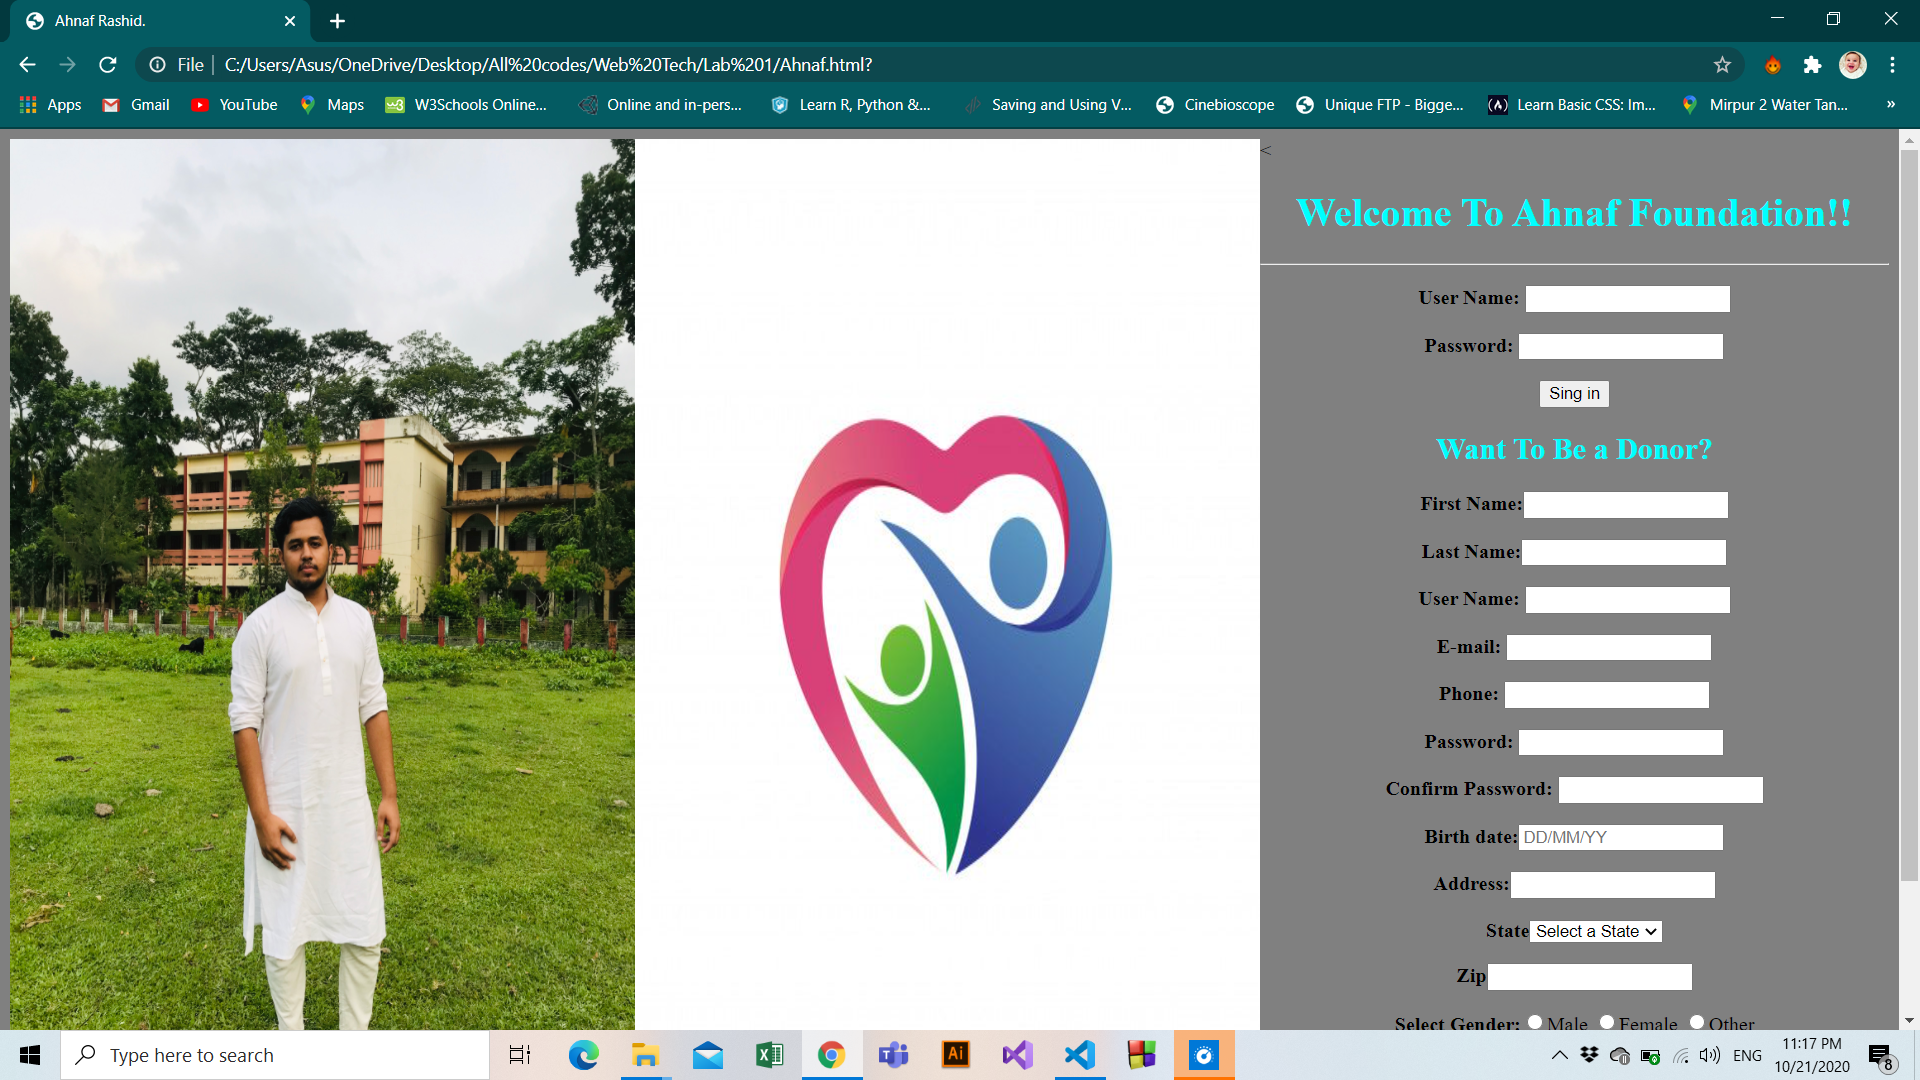 Ahnaf Rashid.
File
C:/Users/Asus/OneDrive/Desktop/All%20codes/Web%20Tech/Lab%201/Ahnaf.html?
Apps
Gmail
YouTube
Maps
W3Schools Online...
Online and in-pers...
Learn R, Python &...
Saving and Using V...
Cinebioscope
Unique FTP - Bigge...
Learn Basic CSS: Im...
Mirpur 2 Water Tan...
»
<
Welcome To Ahnaf Foundation!!
User Name:
Password:
Sing in
Want To Be a Donor?
First Name:
Last Name:
User Name:
E-mail:
Phone:
Password:
Confirm Password:
Birth date: DD/MM/YY
Address:
State Select a State
Zip
Select Gender: Male Female Other
Type here to search
Ai
ENG
11:17 PM
10/21/2020
8